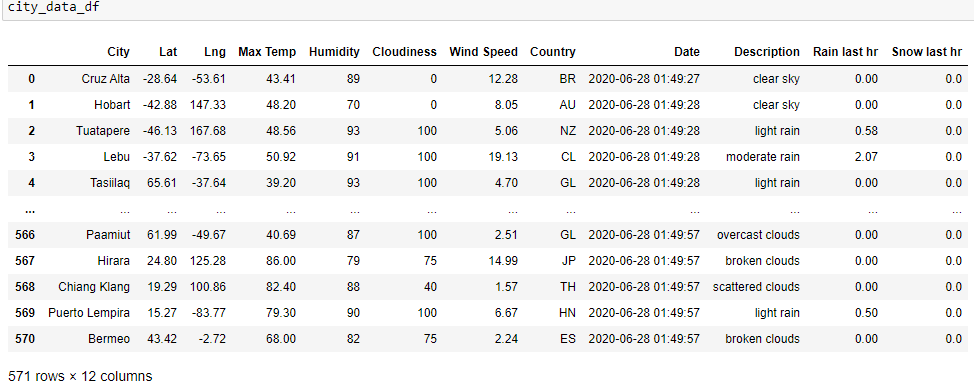 city_data_df
City Lat Lng Max Temp Humidity Cloudiness Wind Speed Country Date Description Rain last hr Snow last hr
0 Cruz Alta -28.64 -53.61 43.41 89 0 12.28 BR 2020-06-28 01:49:27 clear sky 0.00 0.0
1 Hobart -42.88 147.33 48.20 70 0 8.05 AU 2020-06-28 01:49:28 clear sky 0.00 0.0
2 Tuatapere -46.13 167.68 48.56 93 100 5.06 NZ 2020-06-28 01:49:28 light rain 0.58 0.0
3 Lebu -37.62 -73.65 50.92 91 100 19.13 CL 2020-06-28 01:49:28 moderate rain 2.07 0.0
4 Tasiilaq 65.61 -37.64 39.20 93 100 4.70 GL 2020-06-28 01:49:28 light rain 0.00 0.0
... ... ... ... ... ... ... ... ... ... ... ... ...
566 Paamiut 61.99 -49.67 40.69 87 100 2.51 GL 2020-06-28 01:49:57 overcast clouds 0.00 0.0
567 Hirara 24.80 125.28 86.00 79 75 14.99 JP 2020-06-28 01:49:57 broken clouds 0.00 0.0
568 Chiang Klang 19.29 100.86 82.40 88 40 1.57 TH 2020-06-28 01:49:57 scattered clouds 0.00 0.0
569 Puerto Lempira 15.27 -83.77 79.30 90 100 6.67 HN 2020-06-28 01:49:57 light rain 0.50 0.0
570 Bermeo 43.42 -2.72 68.00 82 75 2.24 ES 2020-06-28 01:49:57 broken clouds 0.00 0.0
571 rows × 12 columns